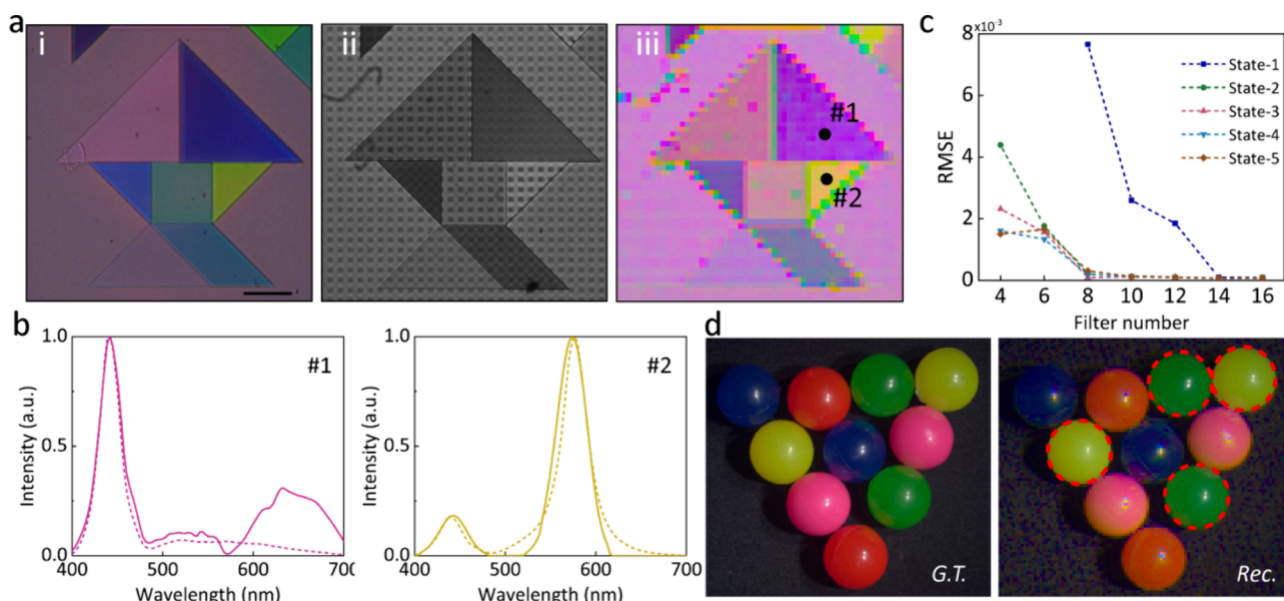 a
i
ii
iii
#1
#2
c
×10⁻³
8
6
4
2
0
RMSE
State-1
State-2
State-3
State-4
State-5
4 6 8 10 12 14 16
Filter number
b
1.0
0.5
0.0
Intensity (a.u.)
#1
400 500 600 700
Wavelength (nm)
1.0
0.5
0.0
Intensity (a.u.)
#2
400 500 600 700
Wavelength (nm)
d
G.T.
Rec.